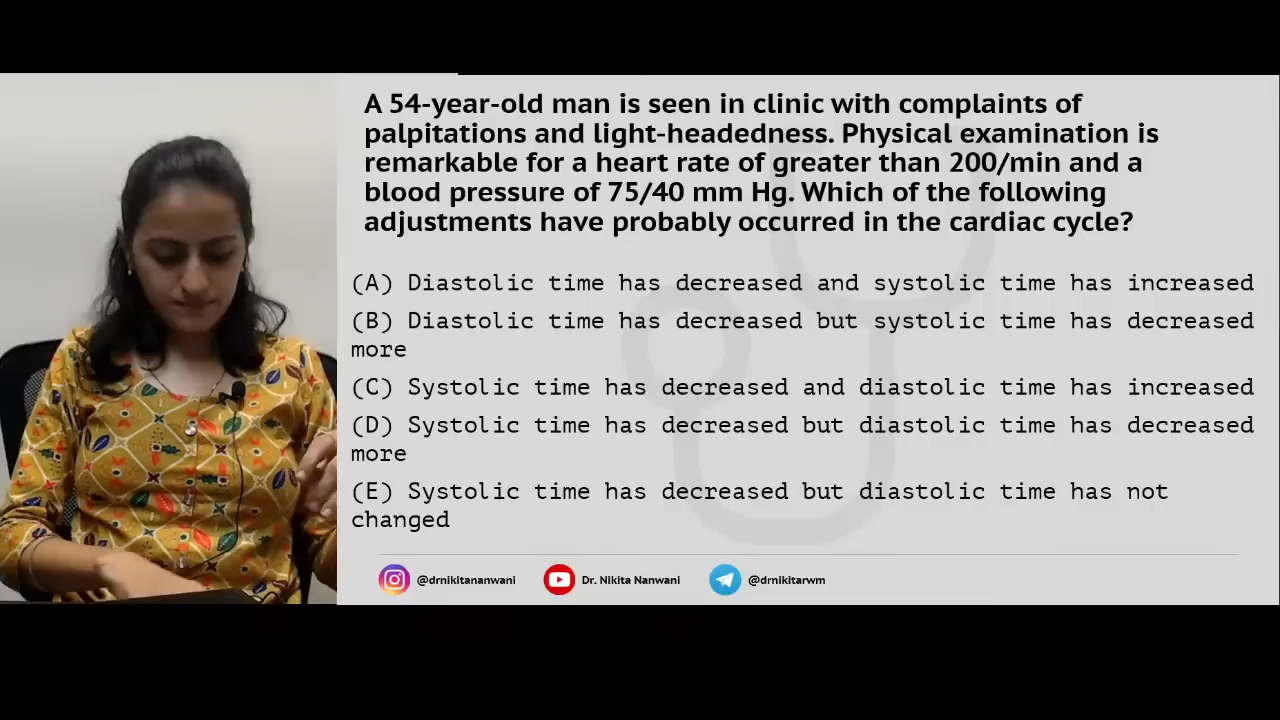 A 54-year-old man is seen in clinic with complaints of
palpitations and light-headedness. Physical examination is
remarkable for a heart rate of greater than 200/min and a
blood pressure of 75/40 mm Hg. Which of the following
adjustments have probably occurred in the cardiac cycle?
(A) Diastolic time has decreased and systolic time has increased
(B) Diastolic time has decreased but systolic time has decreased
more
(C) Systolic time has decreased and diastolic time has increased
(D) Systolic time has decreased but diastolic time has decreased
more
(E) Systolic time has decreased but diastolic time has not
changed
@drnikitananwani Dr. Nikita Nanwani @drnikitarwm